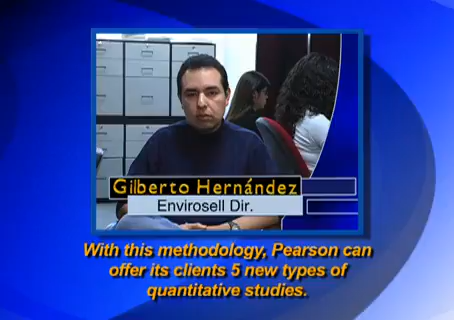 Gilberto Hernández
Envirosell Dir.
With this methodology, Pearson can
offer its clients 5 new types of
quantitative studies.